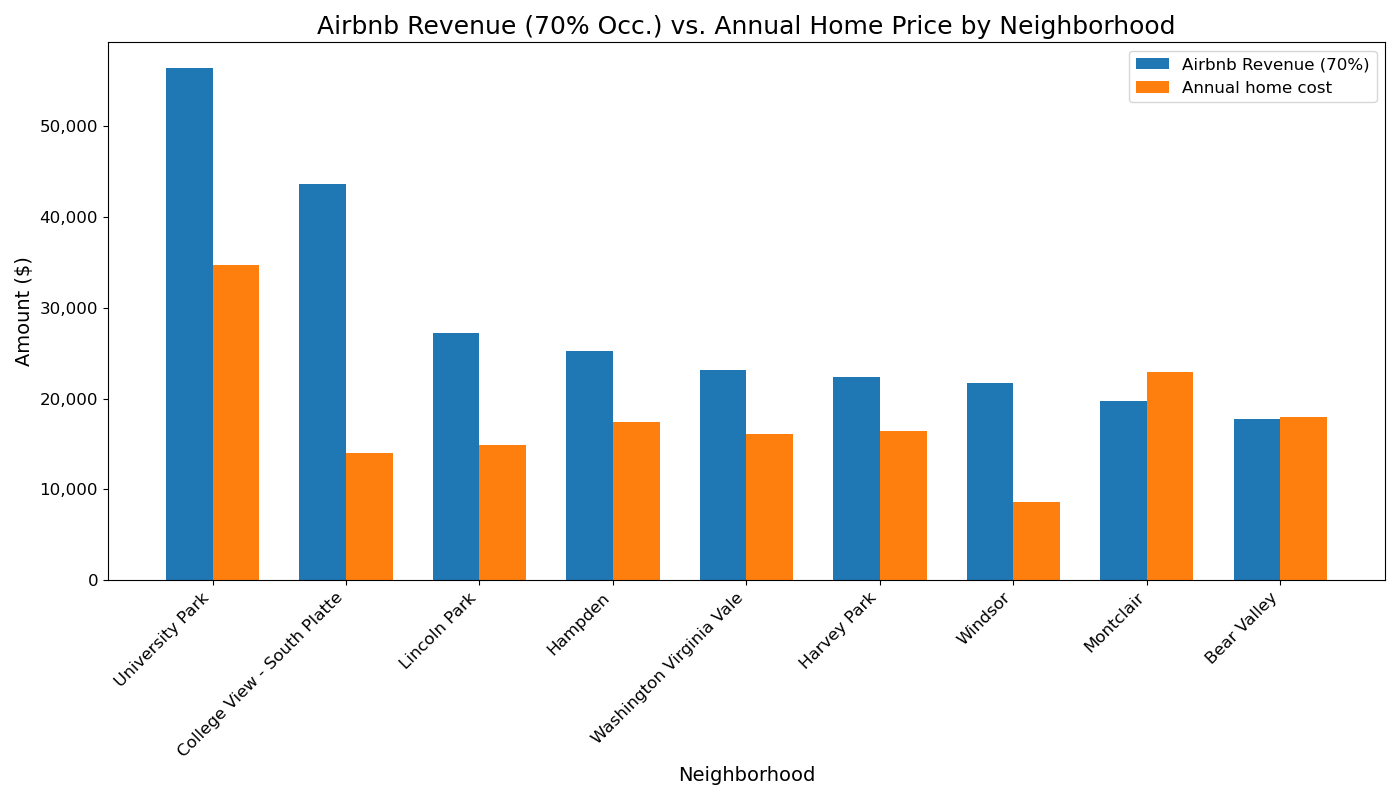 Airbnb Revenue (70% Occ.) vs. Annual Home Price by Neighborhood
Airbnb Revenue (70%)
Annual home cost
Amount ($)
50,000
40,000
30,000
20,000
10,000
0
University Park
College View - South Platte
Lincoln Park
Hampden
Washington Virginia Vale
Harvey Park
Windsor
Montclair
Bear Valley
Neighborhood